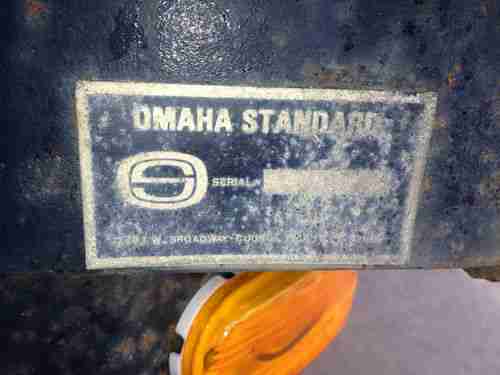 OMAHA STANDARD
SERIAL
W. BROADWAY-